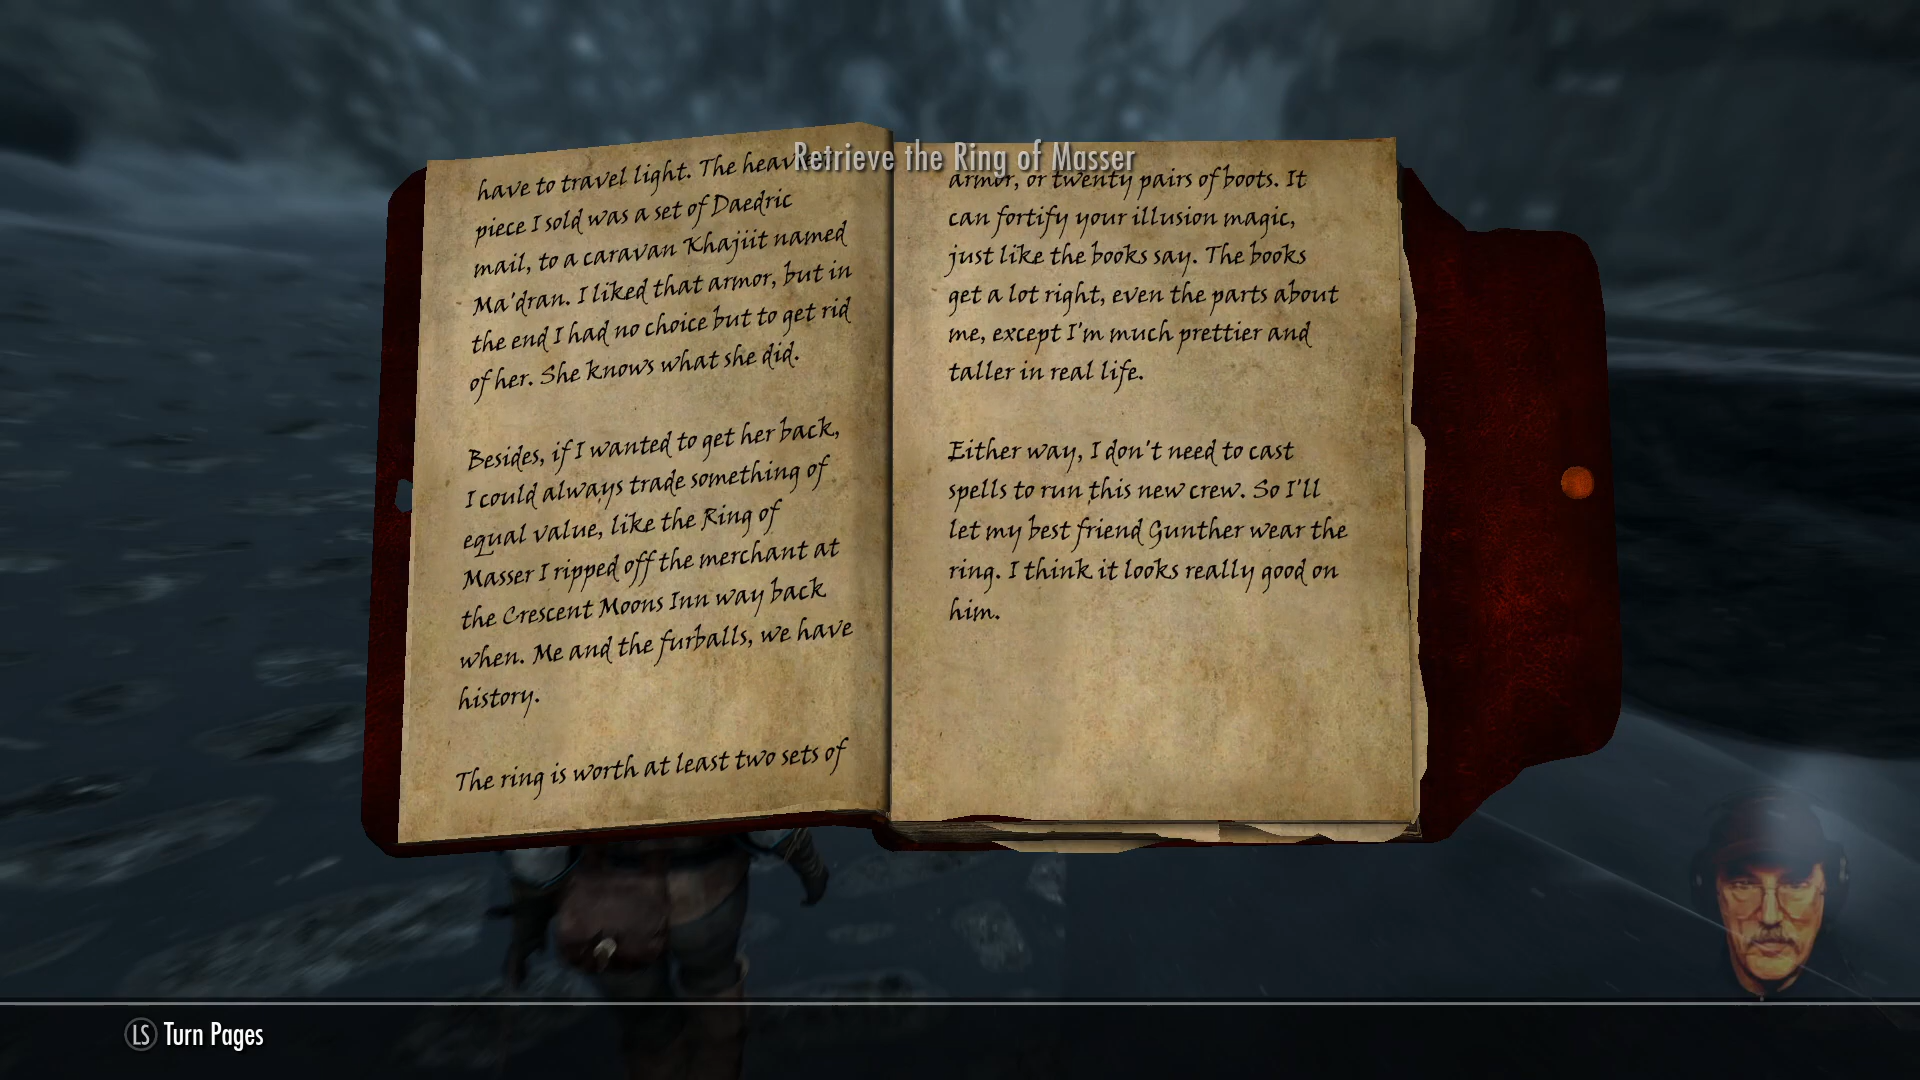 Retrieve the Ring of Masser
have to travel light. The
piece I sold was a set of Daedric
mail, to a caravan Khajiit named
Ma'dran. I liked that armor, but in
the end I had no choice but to get rid
of her. She knows what she did.
Besides, if I wanted to get her back,
I could always trade something of
equal value, like the Ring of
Masser I ripped off the merchant at
the Crescent Moons Inn way back
when. Me and the furballs, we have
history.
The ring is worth at least two sets of
armor, or twenty pairs of boots. It
can fortify your illusion magic,
just like the books say. The books
get a lot right, even the parts about
me, except I'm much prettier and
taller in real life.
Either way, I don't need to cast
spells to run this new crew. So I'll
let my best friend Gunther wear the
ring. I think it looks really good on
him.
LS Turn Pages